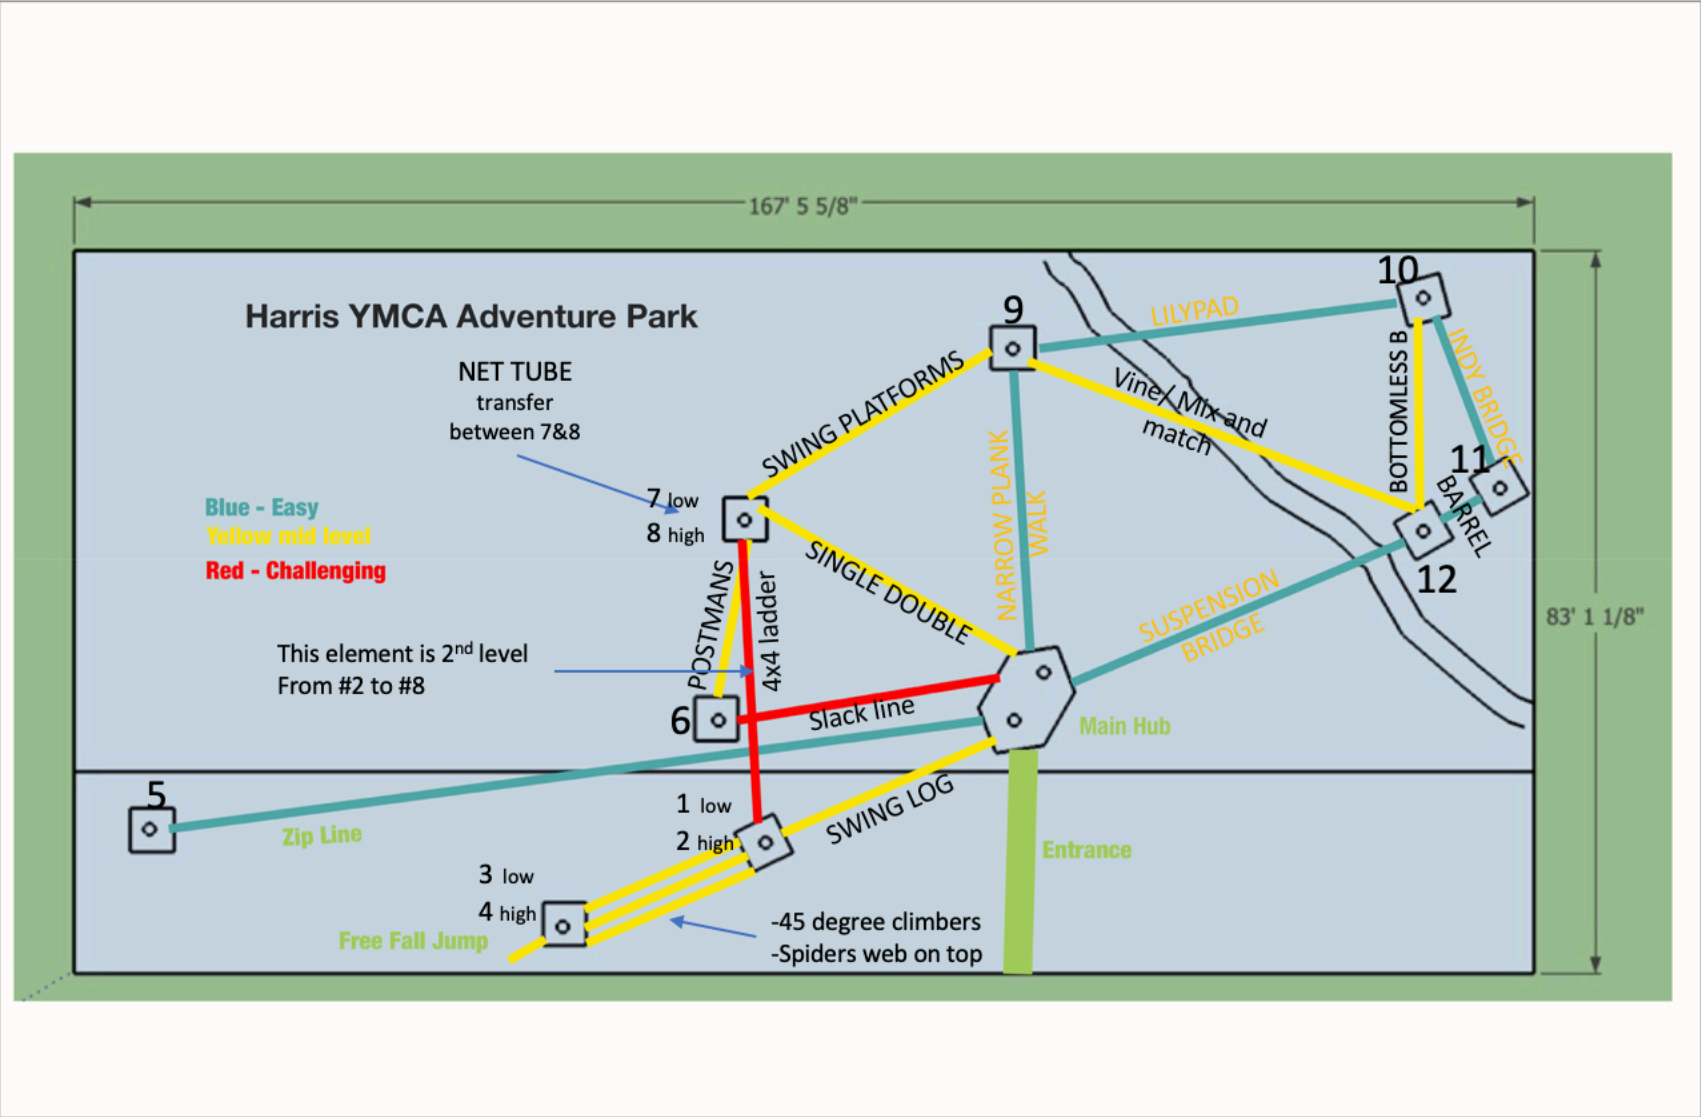 167' 5 5/8"
Harris YMCA Adventure Park
10
9
LILYPAD
NET TUBE
transfer
between 7&8
SWING PLATFORMS
Vine/ Mix and
match
BOTTOMLESS B
INDY BRIDGE
11
BARREL
12
7 low
8 high
Blue - Easy
Yellow mid level
Red - Challenging
NARROW PLANK
WALK
SINGLE DOUBLE
POSTMANS
4x4 ladder
SUSPENSION
BRIDGE
83' 1 1/8"
This element is 2nd level
From #2 to #8
6
Slack line
Main Hub
5
Zip Line
1 low
2 high
SWING LOG
Entrance
3 low
4 high
Free Fall Jump
-45 degree climbers
-Spiders web on top